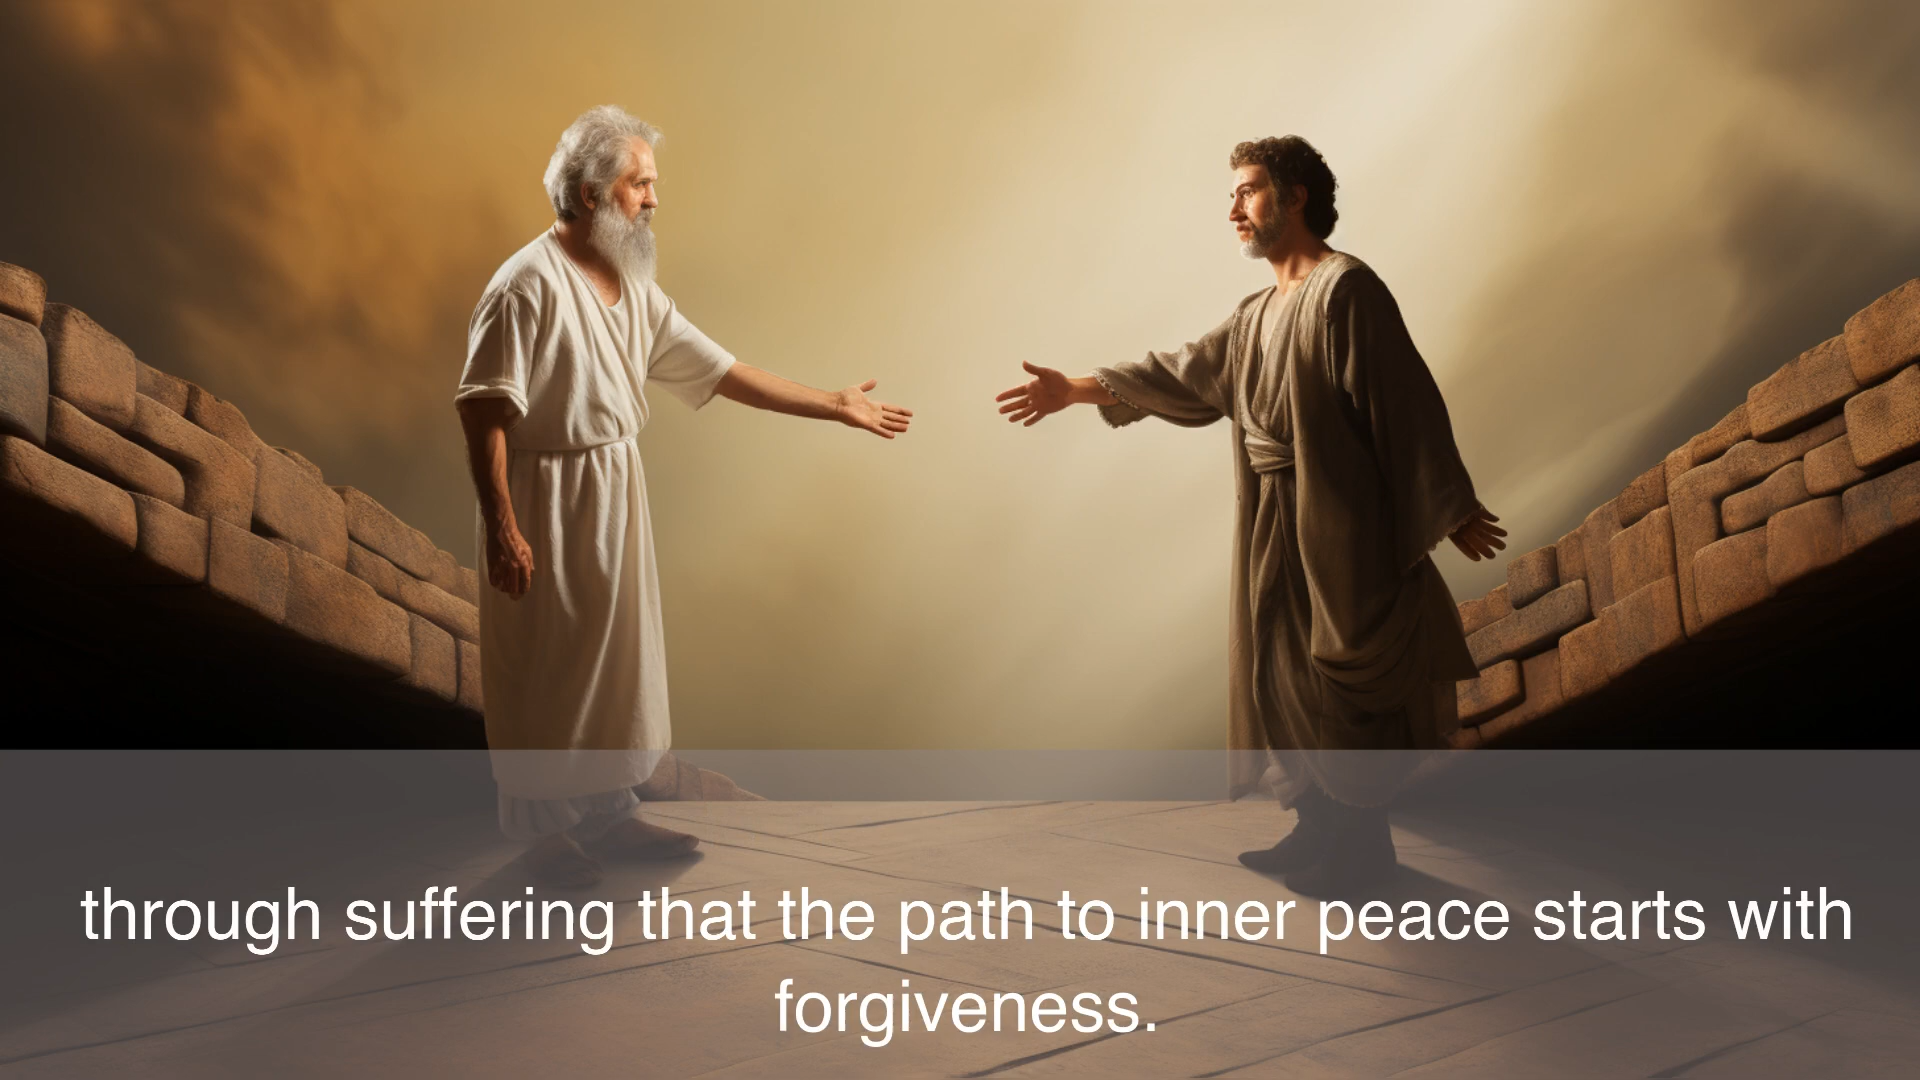 through suffering that the path to inner peace starts with
forgiveness.